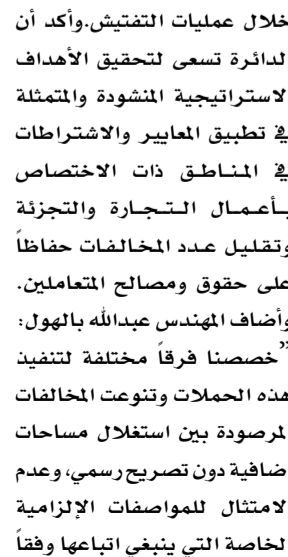 خلال عمليات التفتيش.وأكد أن
لدائرة تسعى لتحقيق الأهداف
لاستراتيجية المنشودة والمتمثلة
في تطبيق المعايير والاشتراطات
في المناطق ذات الاختصاص
بأعمال التجارة والتجزئة
وتقليل عدد المخالفات حفاظاً
على حقوق ومصالح المتعاملين.
وأضاف المهندس عبدالله بالهول:
"خصصنا فرقاً مختلفة لتنفيذ
هذه الحملات وتنوعت المخالفات
لمرصودة بين استغلال مساحات
ضافية دون تصريح رسمي، وعدم
لامتثال للمواصفات الإلزامية
لخاصة التي ينبغي اتباعها وفقاً